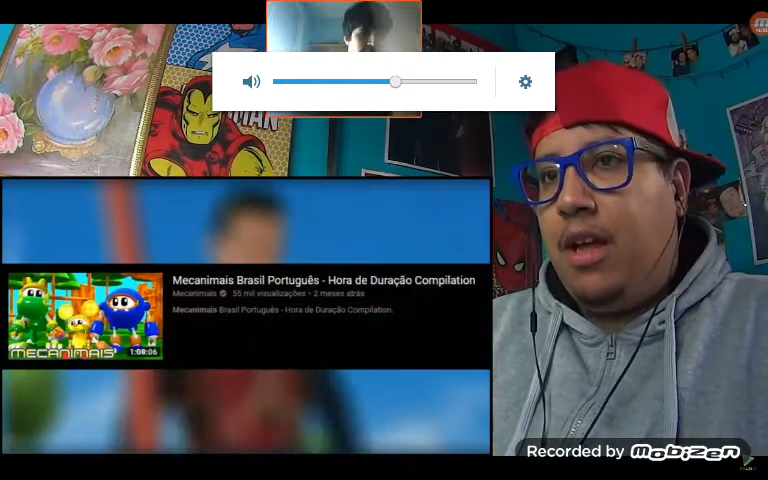 MAN
Mecanimais Brasil Português - Hora de Duração Compilation
Mecanimais 55 mil visualizações • 2 meses atrás
Mecanimais Brasil Português - Hora de Duração Compilation.
MECANIMAIS
1:08:06
Recorded by mobizen